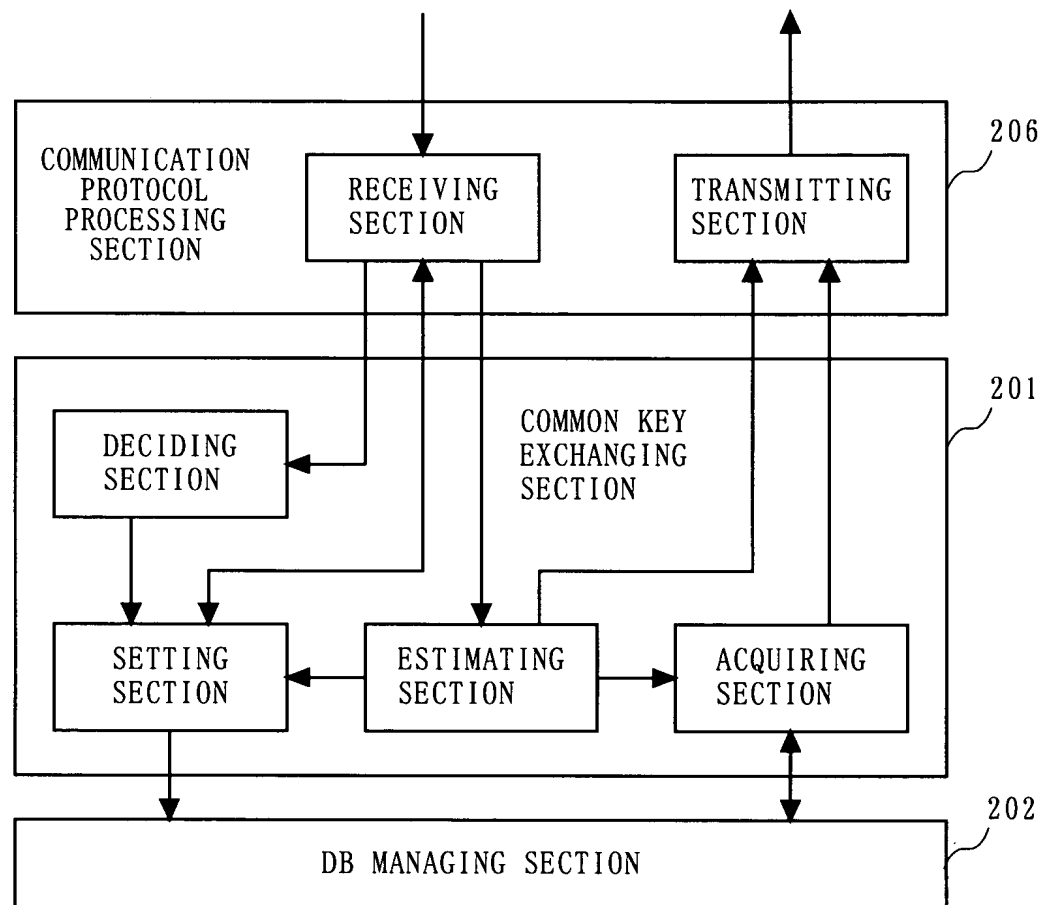 206
COMMUNICATION
PROTOCOL
PROCESSING
SECTION
RECEIVING
SECTION
TRANSMITTING
SECTION
201
COMMON KEY
EXCHANGING
SECTION
DECIDING
SECTION
SETTING
SECTION
ESTIMATING
SECTION
ACQUIRING
SECTION
202
DB MANAGING SECTION